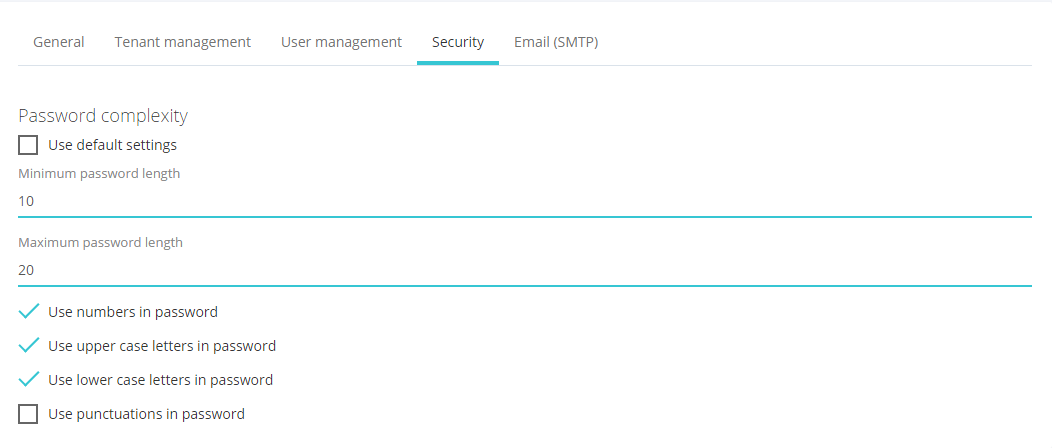 General Tenant management User management Security Email (SMTP)
Password complexity
Use default settings
Minimum password length
10
Maximum password length
20
Use numbers in password
Use upper case letters in password
Use lower case letters in password
Use punctuations in password